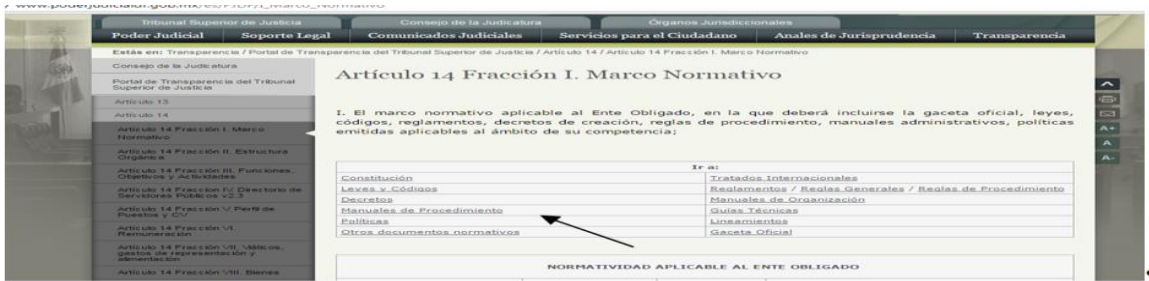 www.poderjudicialdf.gob.mx/es/PJDF/I_Marco_Normativo
Tribunal Superior de Justicia Consejo de la Judicatura Órganos Jurisdiccionales
Poder Judicial Soporte Legal Comunicados Judiciales Servicios para el Ciudadano Anales de Jurisprudencia Transparencia
Estás en: Transparencia / Portal de Transparencia del Tribunal Superior de Justicia / Artículo 14 / Artículo 14 Fracción I. Marco Normativo
Consejo de la Judicatura
Portal de Transparencia del Tribunal
Superior de Justicia
Artículo 13
Artículo 14
Artículo 14 Fracción I. Marco
Normativo
Artículo 14 Fracción II. Estructura
Orgánica
Artículo 14 Fracción III. Funciones,
Objetivos y Actividades
Artículo 14 Fracción IV. Directorio de
Servidores Públicos v2.3
Artículo 14 Fracción V Perfil de
Puestos y CV
Artículo 14 Fracción VI.
Remuneración
Artículo 14 Fracción VII. Viáticos,
gastos de representación y
alimentación
Artículo 14 Fracción VIII. Bienes
Artículo 14 Fracción I. Marco Normativo
I. El marco normativo aplicable al Ente Obligado, en la que deberá incluirse la gaceta oficial, leyes,
códigos, reglamentos, decretos de creación, reglas de procedimiento, manuales administrativos, políticas
emitidas aplicables al ámbito de su competencia;
Ir a:
Constitución Tratados Internacionales
Leyes y Códigos Reglamentos / Reglas Generales / Reglas de Procedimiento
Decretos Manuales de Organización
Manuales de Procedimiento Guías Técnicas
Políticas Lineamientos
Otros documentos normativos Gaceta Oficial
NORMATIVIDAD APLICABLE AL ENTE OBLIGADO
A+
A
A-